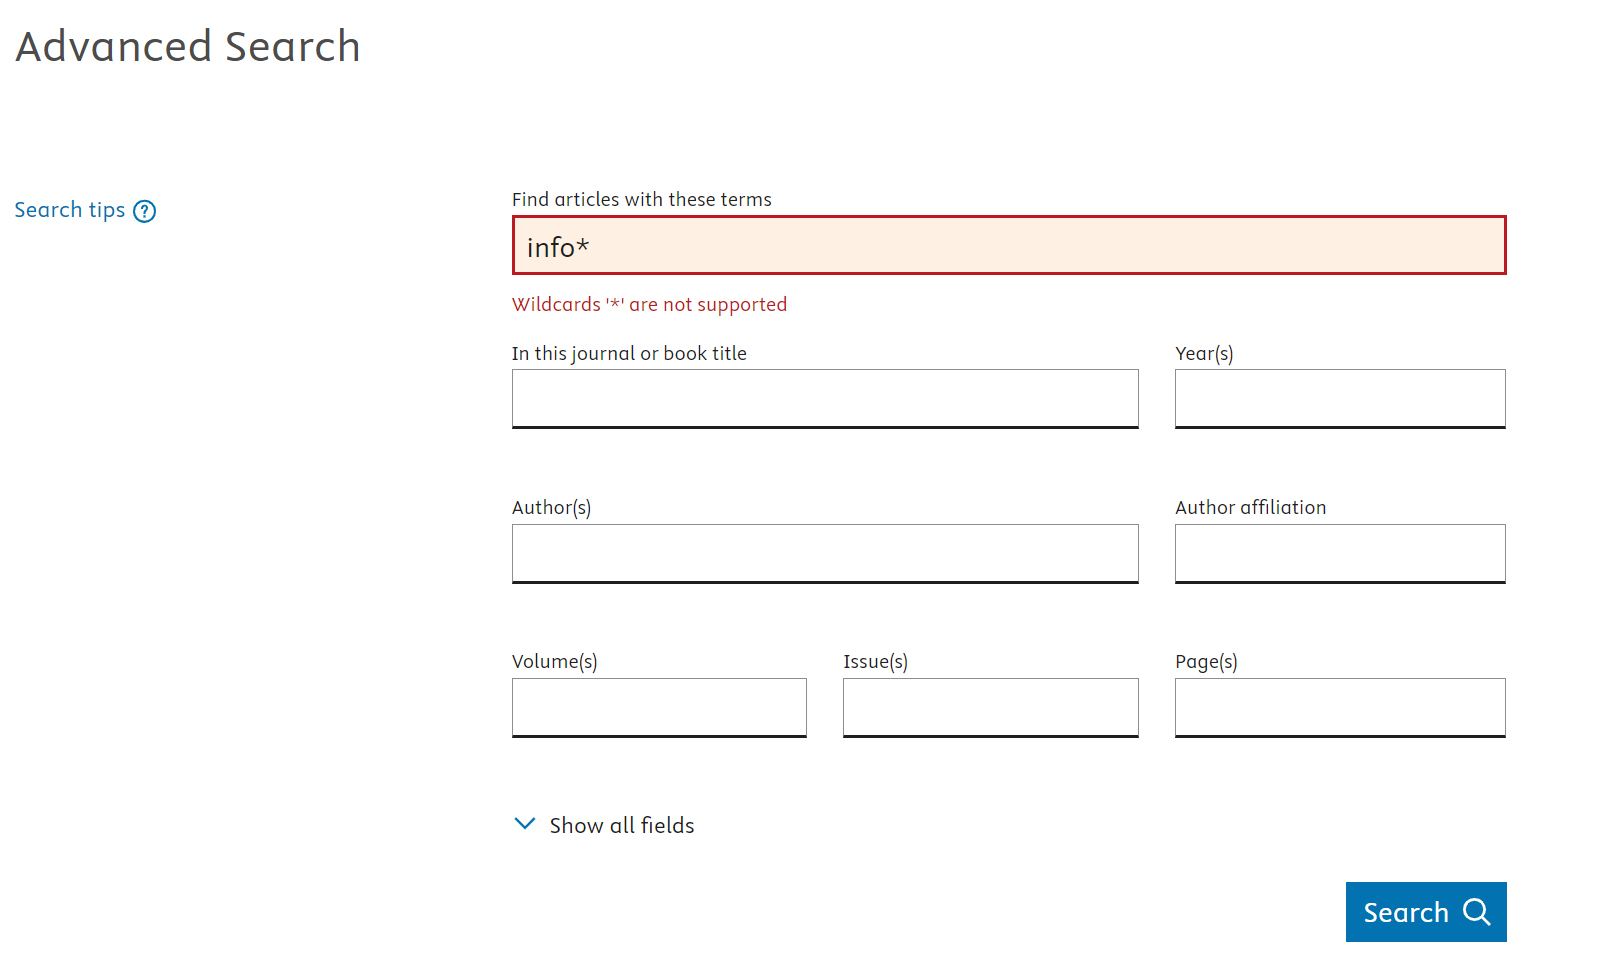 Advanced Search
Search tips
Find articles with these terms
info*
Wildcards '*' are not supported
In this journal or book title
Year(s)
Author(s)
Author affiliation
Volume(s)
Issue(s)
Page(s)
Show all fields
Search